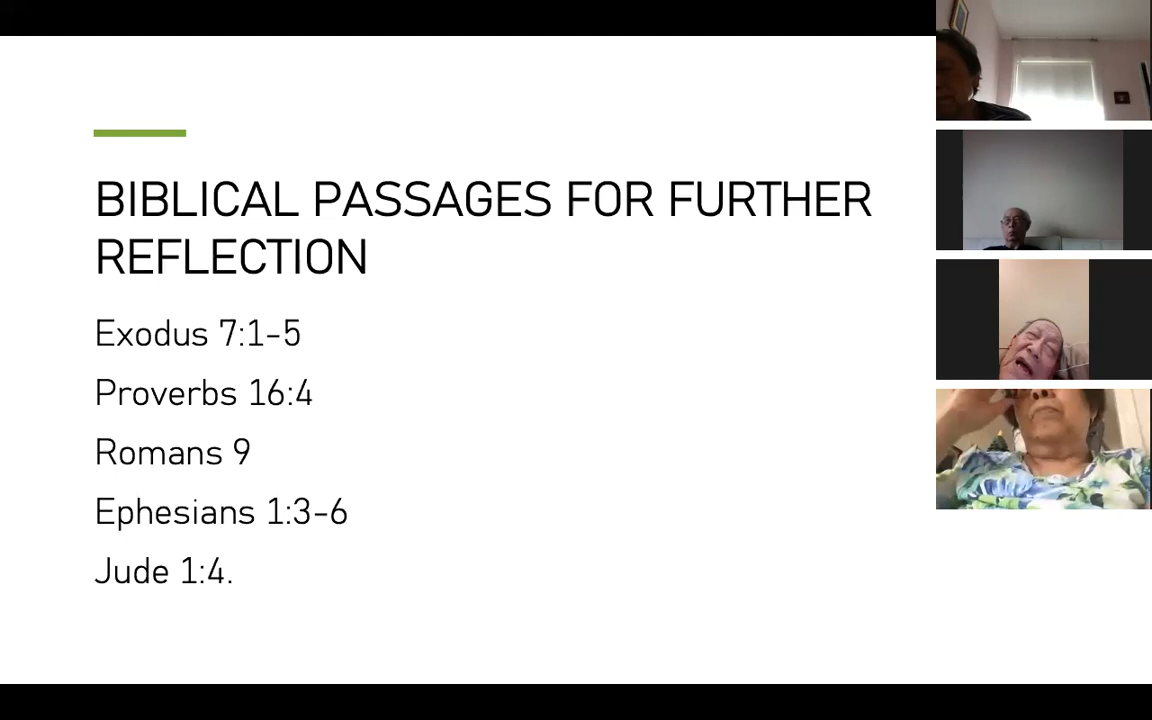 BIBLICAL PASSAGES FOR FURTHER
REFLECTION
Exodus 7:1-5
Proverbs 16:4
Romans 9
Ephesians 1:3-6
Jude 1:4.